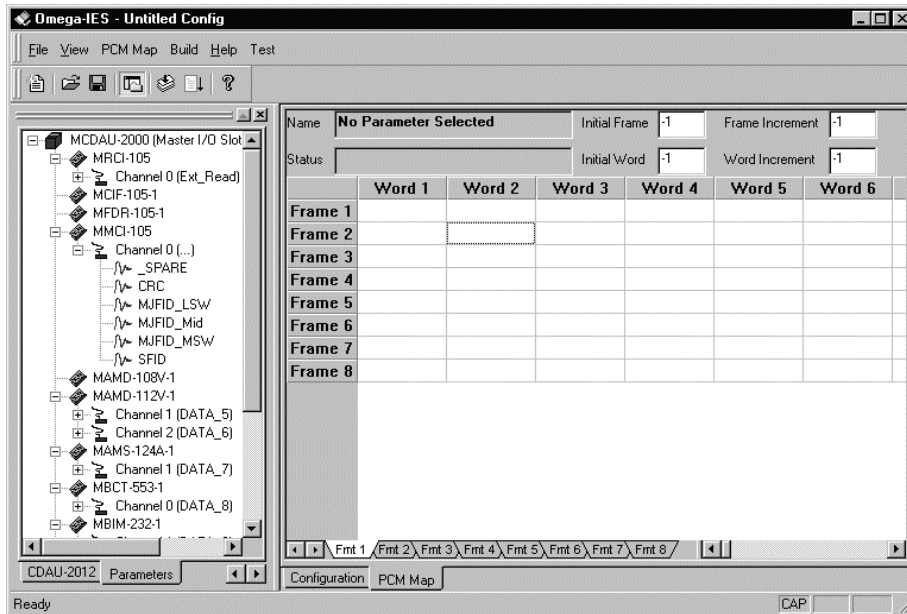 Omega-IES - Untitled Config
File View PCM Map Build Help Test
MCDAU-2000 (Master I/O Slot
MRCI-105
Channel 0 (Ext_Read)
MCIF-105-1
MFDR-105-1
MMCI-105
Channel 0 (...)
_SPARE
CRC
MJFID_LSW
MJFID_Mid
MJFID_MSW
SFID
MAMD-108V-1
MAMD-112V-1
Channel 1 (DATA_5)
Channel 2 (DATA_6)
MAMS-124A-1
Channel 1 (DATA_7)
MBCT-553-1
Channel 0 (DATA_8)
MBIM-232-1
CDAU-2012 Parameters
Name No Parameter Selected Initial Frame -1 Frame Increment -1
Status Initial Word -1 Word Increment -1
Word 1 Word 2 Word 3 Word 4 Word 5 Word 6
Frame 1
Frame 2
Frame 3
Frame 4
Frame 5
Frame 6
Frame 7
Frame 8
Fmt 1 Fmt 2 Fmt 3 Fmt 4 Fmt 5 Fmt 6 Fmt 7 Fmt 8
Configuration PCM Map
Ready CAP